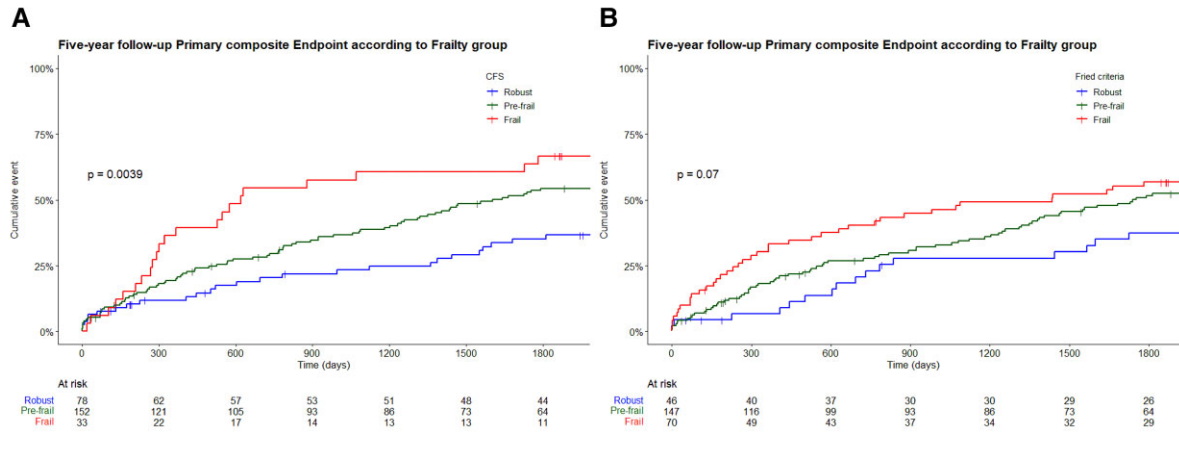 A
Five-year follow-up Primary composite Endpoint according to Frailty group
100%
75%
50%
25%
0%
Cumulative event
CFS
Robust
Pre-frail
Frail
p = 0.0039
0 300 600 900 1200 1500 1800
Time (days)
At risk
Robust 78 62 57 53 51 48 44
Pre-frail 152 121 105 93 86 73 64
Frail 33 22 17 14 13 13 11
B
Five-year follow-up Primary composite Endpoint according to Frailty group
100%
75%
50%
25%
0%
Cumulative event
Fried criteria
Robust
Pre-frail
Frail
p = 0.07
0 300 600 900 1200 1500 1800
Time (days)
At risk
Robust 46 40 37 30 30 29 26
Pre-frail 147 116 99 93 86 73 64
Frail 70 49 43 37 34 32 29